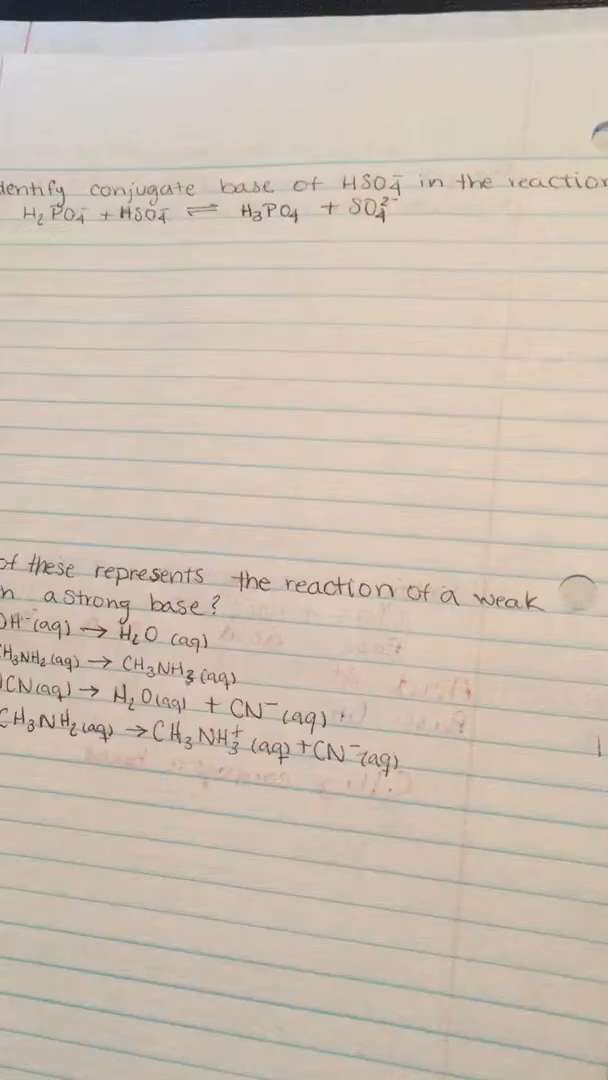 dentify conjugate base of HSO₄⁻ in the reaction
H₂PO₄⁻ + HSO₄⁻ ⇌ H₃PO₄ + SO₄²⁻
of these represents the reaction of a weak
n a strong base?
OH⁻(aq) → H₂O (aq)
CH₃NH₂(aq) → CH₃NH₃(aq)
CN(aq) → H₂O(aq) + CN⁻(aq)
CH₃NH₂(aq) → CH₃NH₃⁺(aq) + CN⁻(aq)